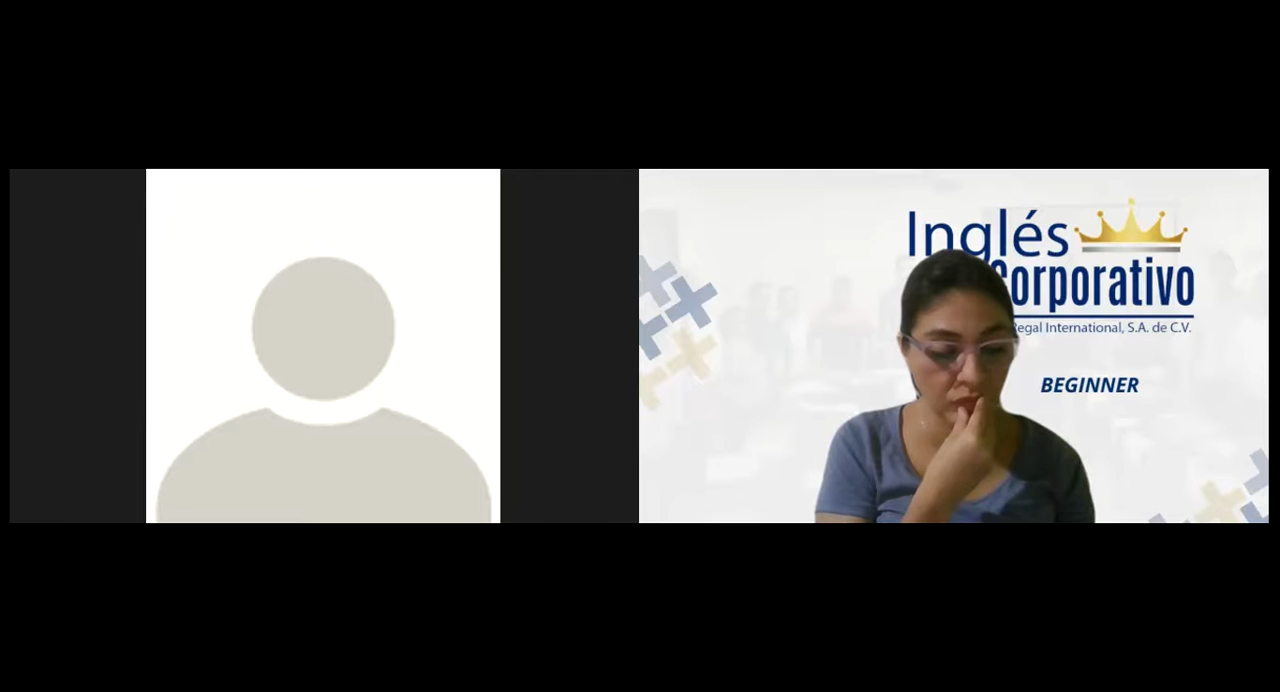 Inglés
Corporativo
Regal International, S.A. de C.V.
BEGINNER